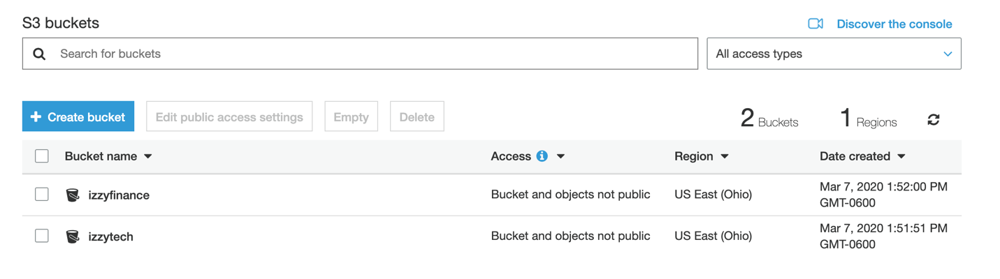 S3 buckets
Discover the console
Search for buckets
All access types
Create bucket
Edit public access settings
Empty
Delete
2 Buckets
1 Regions
Bucket name
Access
Region
Date created
izzyfinance
Bucket and objects not public
US East (Ohio)
Mar 7, 2020 1:52:00 PM
GMT-0600
izzytech
Bucket and objects not public
US East (Ohio)
Mar 7, 2020 1:51:51 PM
GMT-0600